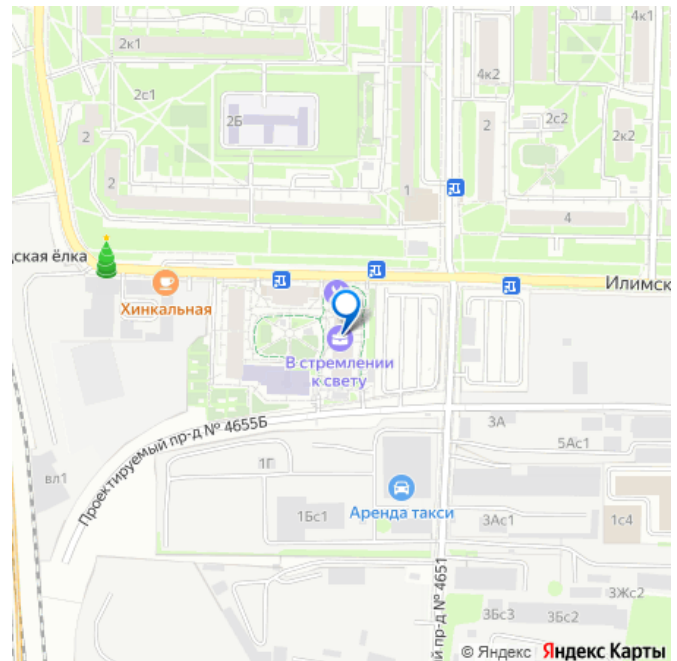 2к1
4к1
4к2
2с1
2Б
2
2
2с2
2к2
2
1
4
дская ёлка
Хинкальная
Илимск
В стремлении
к свету
Проектируемый пр-д № 4655Б
3А
5Ас1
вл1
1Г
1Бс1
Аренда такси
3Ас1
1с4
й пр-д № 4651
3Жс2
3Бс3
3Бс2
© Яндекс
Яндекс Карты